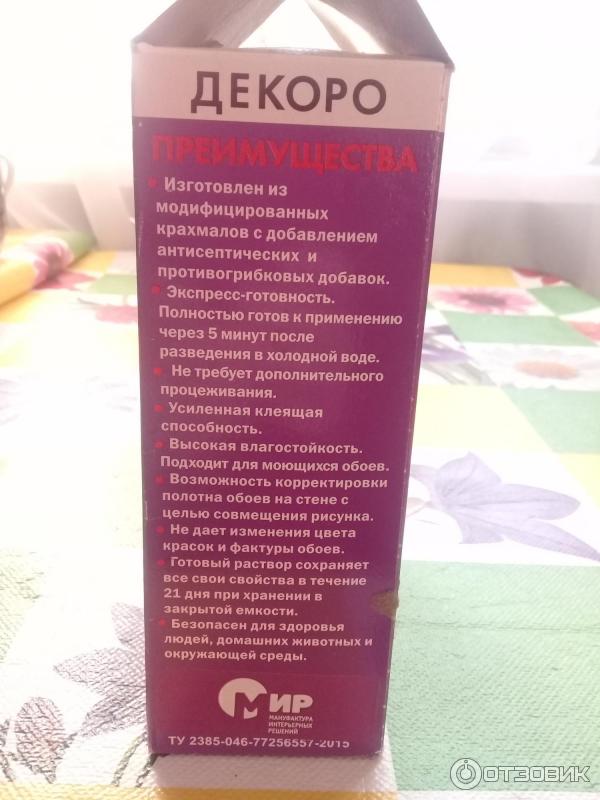 ДЕКОРО
ПРЕИМУЩЕСТВА
• Изготовлен из
модифицированных
крахмалов с добавлением
антисептических и
противогрибковых добавок.
• Экспресс-готовность.
Полностью готов к применению
через 5 минут после
разведения в холодной воде.
• Не требует дополнительного
процеживания.
• Усиленная клеящая
способность.
• Высокая влагостойкость.
Подходит для моющихся обоев.
• Возможность корректировки
полотна обоев на стене с
целью совмещения рисунка.
• Не дает изменения цвета
красок и фактуры обоев.
• Готовый раствор сохраняет
все свои свойства в течение
21 дня при хранении в
закрытой емкости.
• Безопасен для здоровья
людей, домашних животных и
окружающей среды.
МИР
МАНУФАКТУРА
ИНТЕРЬЕРНЫХ
РЕШЕНИЙ
ТУ 2385-046-77256557-2015
ОТЗОВИК